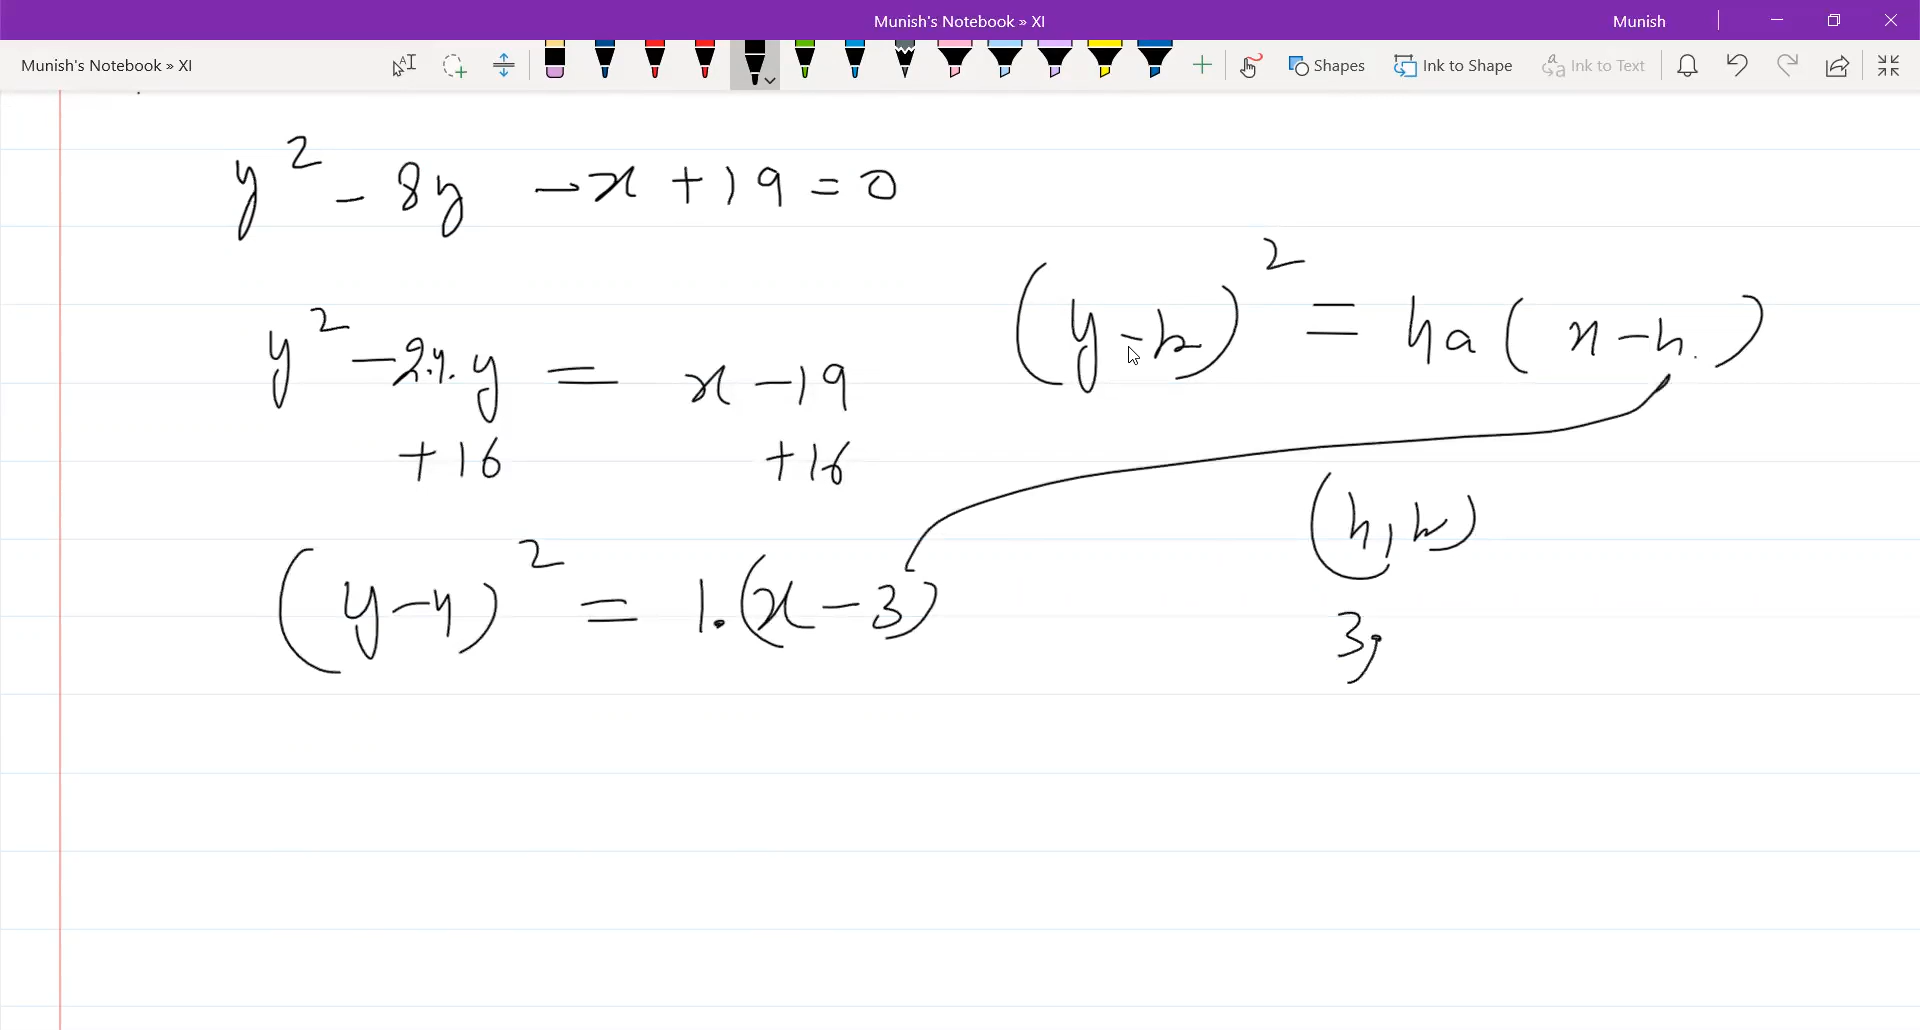 Munish's Notebook » XI
Munish
Munish's Notebook » XI
Shapes
Ink to Shape
Ink to Text
y² - 8y - x + 19 = 0
(y - k)² = 4a(x - h)
y² - 2.4.y = x - 19
+16 +16
(h, k)
(y - 4)² = 1.(x - 3)
3,